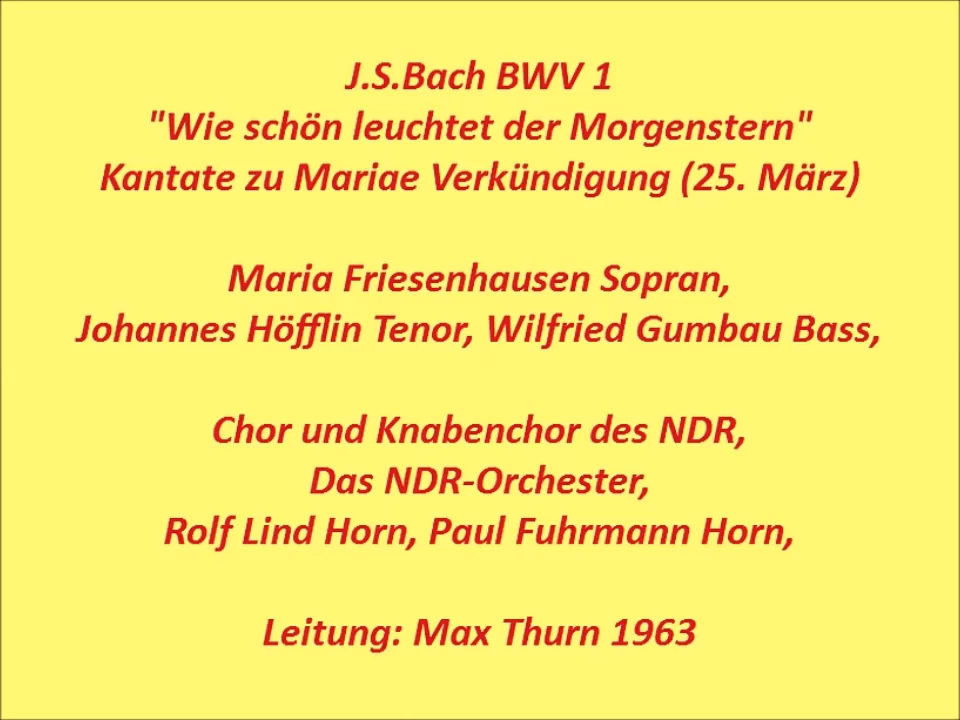 J.S.Bach BWV 1
"Wie schön leuchtet der Morgenstern"
Kantate zu Mariae Verkündigung (25. März)
Maria Friesenhausen Sopran,
Johannes Höfflin Tenor, Wilfried Gumbau Bass,
Chor und Knabenchor des NDR,
Das NDR-Orchester,
Rolf Lind Horn, Paul Fuhrmann Horn,
Leitung: Max Thurn 1963